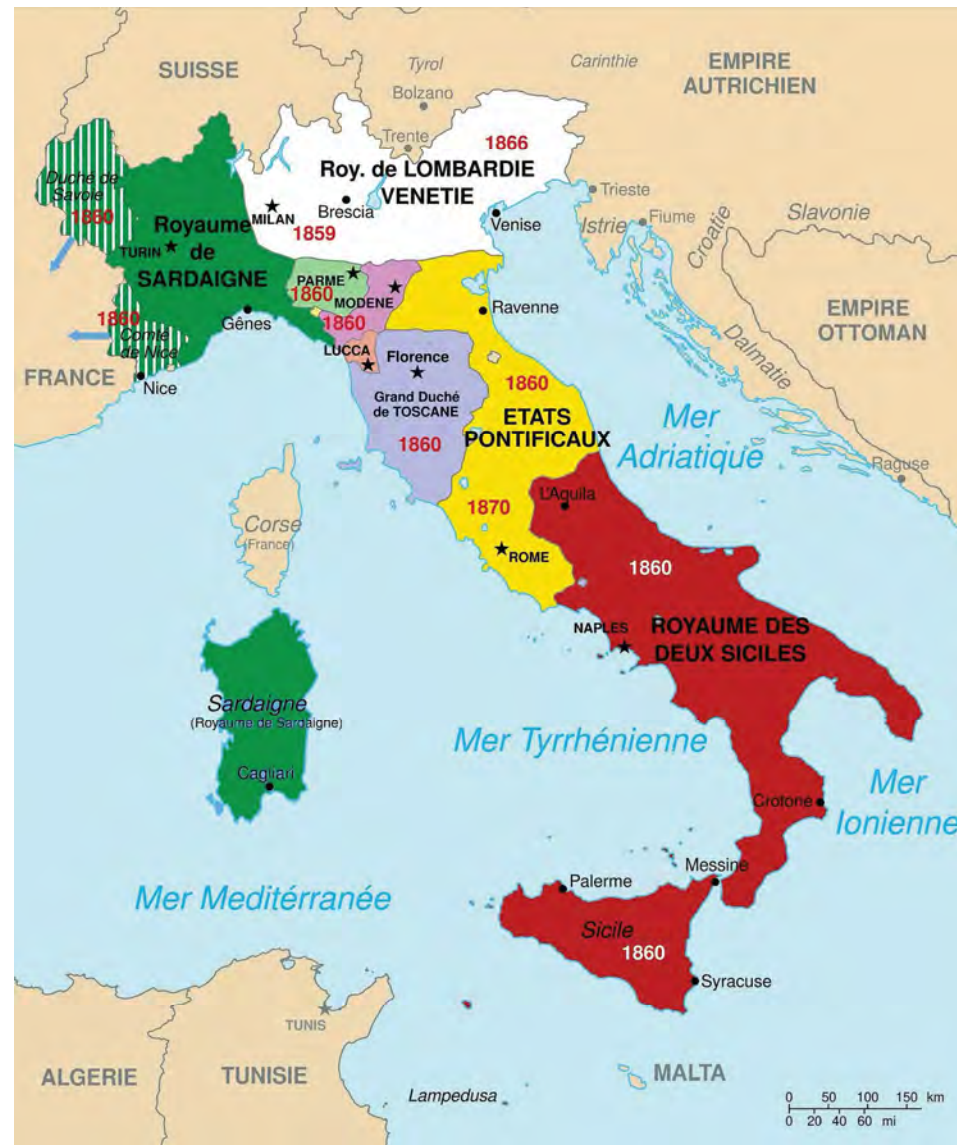 SUISSE
Tyrol
Carinthie
EMPIRE
AUTRICHIEN
Bolzano
Trente
1866
Roy. de LOMBARDIE
VENETIE
Duché de
Savoie
1860
Royaume
de
SARDAIGNE
TURIN
MILAN
Brescia
1859
Venise
Trieste
Istrie
Fiume
Croatie
Slavonie
PARME
1860
MODENE
1860
Ravenne
EMPIRE
OTTOMAN
1860
Comté
de Nice
Gênes
LUCCA
Florence
Dalmatie
FRANCE
Nice
Grand Duché
de TOSCANE
1860
1860
ETATS
PONTIFICAUX
Mer
Adriatique
Raguse
1870
L'Aquila
Corse
(France)
ROME
1860
NAPLES
ROYAUME DES
DEUX SICILES
Sardaigne
(Royaume de Sardaigne)
Mer Tyrrhénienne
Cagliari
Mer
Ionienne
Crotone
Messine
Palerme
Mer Meditérranée
Sicile
1860
Syracuse
TUNIS
ALGERIE
TUNISIE
MALTA
Lampedusa
0 50 100 150 km
0 20 40 60 mi